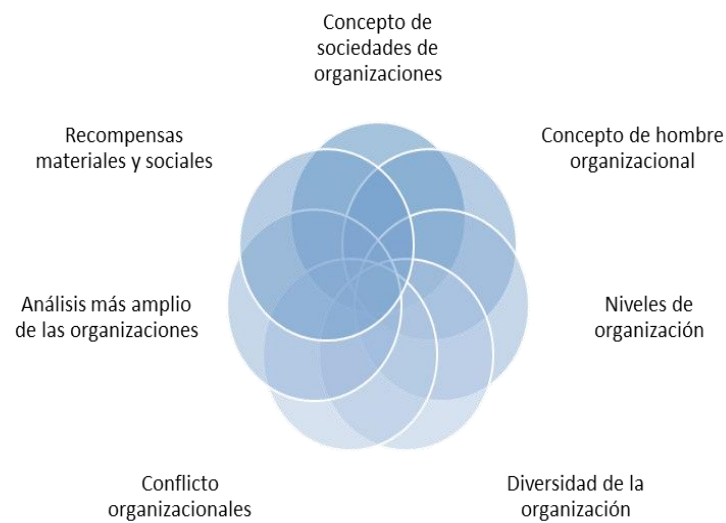 Concepto de
sociedades de
organizaciones
Concepto de hombre
organizacional
Niveles de
organización
Diversidad de la
organización
Conflicto
organizacionales
Análisis más amplio
de las organizaciones
Recompensas
materiales y sociales